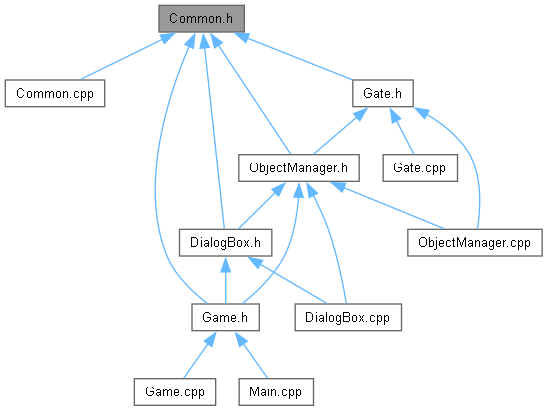 Common.h
Common.cpp
Gate.h
ObjectManager.h
Gate.cpp
DialogBox.h
ObjectManager.cpp
Game.h
DialogBox.cpp
Game.cpp
Main.cpp